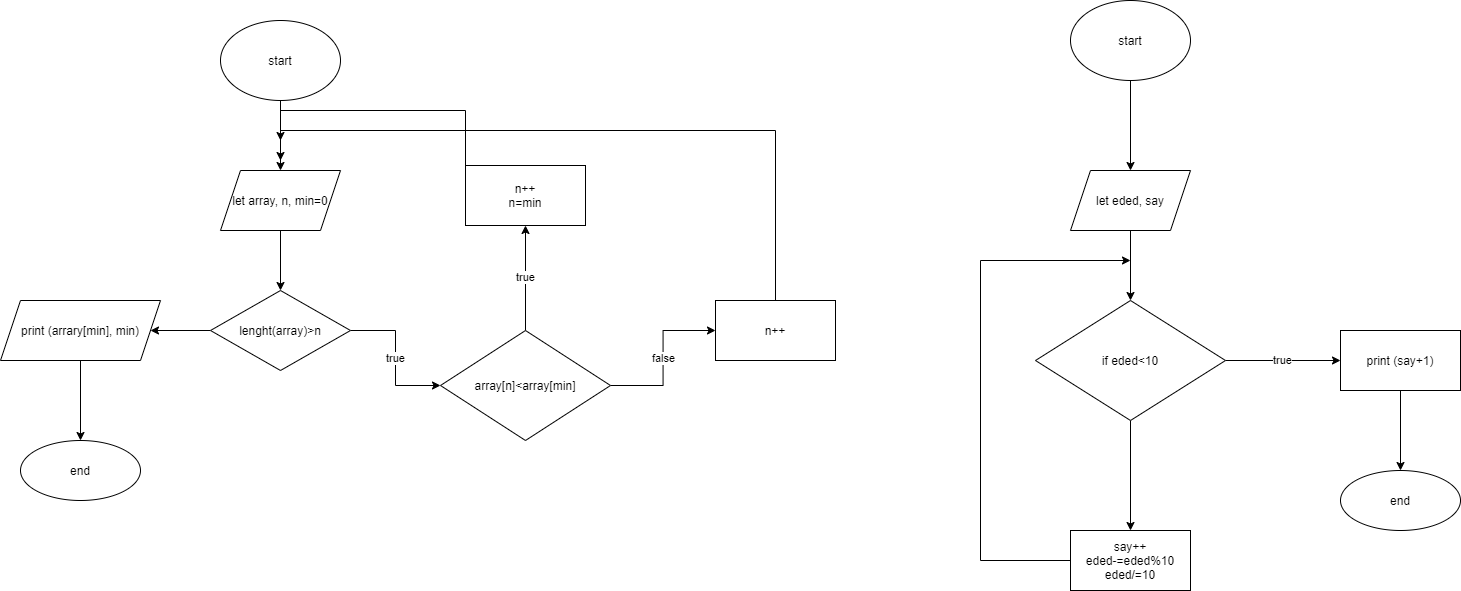 start
let array, n, min=0
n++
n=min
true
print (arrary[min], min)
lenght(array)>n
true
array[n]<array[min]
false
n++
end
start
let eded, say
if eded<10
true
print (say+1)
end
say++
eded-=eded%10
eded/=10